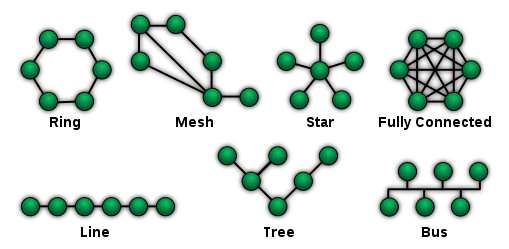 Ring
Mesh
Star
Fully Connected
Line
Tree
Bus